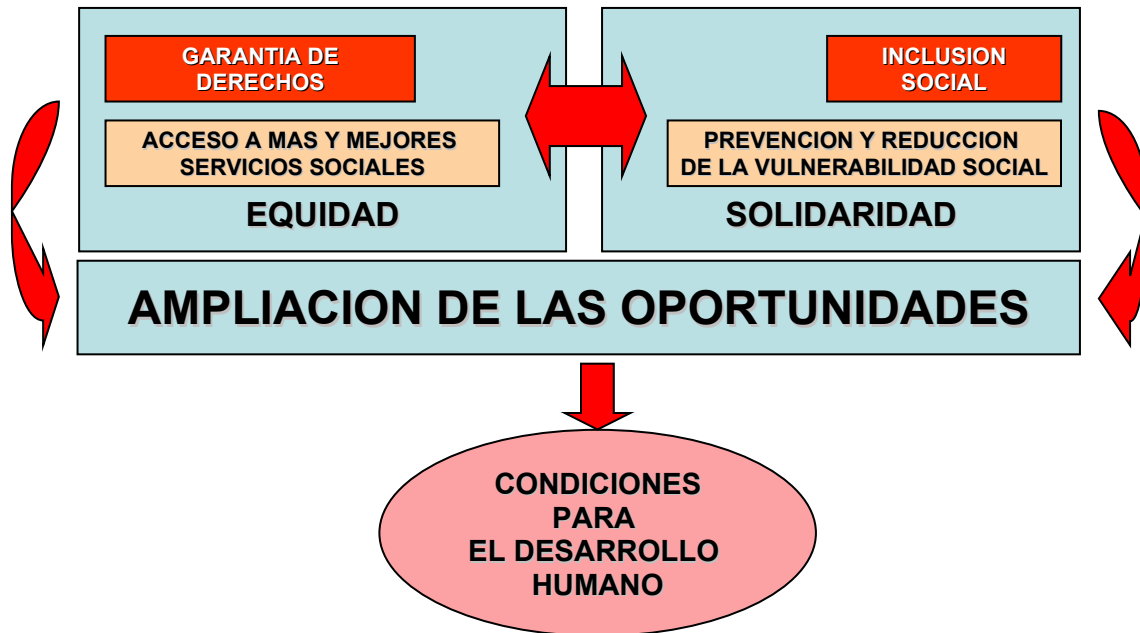 GARANTIA DE
DERECHOS
ACCESO A MAS Y MEJORES
SERVICIOS SOCIALES
EQUIDAD
INCLUSION
SOCIAL
PREVENCION Y REDUCCION
DE LA VULNERABILIDAD SOCIAL
SOLIDARIDAD
AMPLIACION DE LAS OPORTUNIDADES
CONDICIONES
PARA
EL DESARROLLO
HUMANO